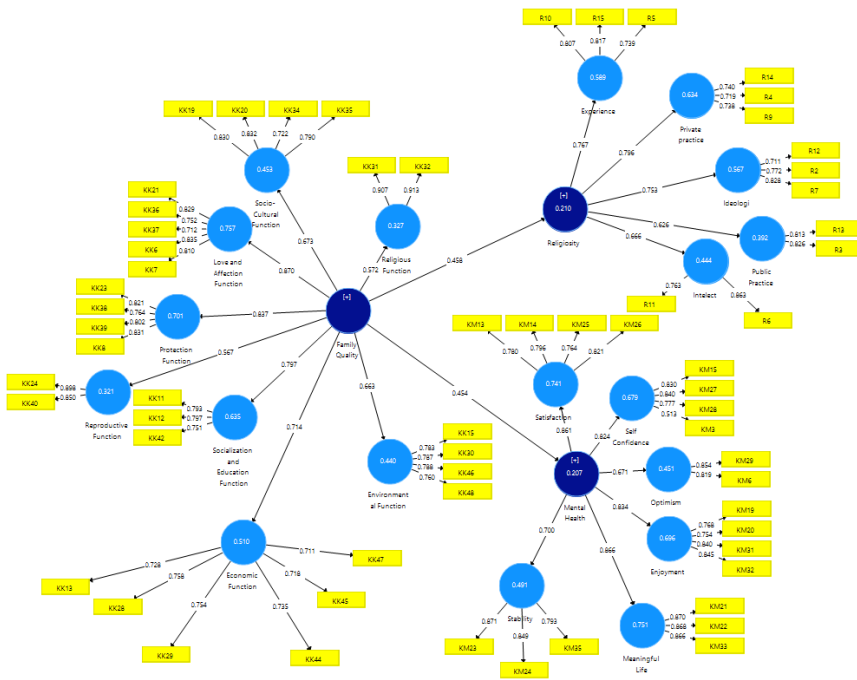 R10
R15
R5
0.807
0.817
0.739
0.589
Experience
R14
R4
R9
0.740
0.719
0.738
0.634
Private
practice
KK19
KK20
KK34
KK35
0.830
0.832
0.722
0.790
0.453
Socio-
Cultural
Function
KK31
KK32
0.907
0.913
0.327
Religious
Function
0.767
0.796
R12
R2
R7
0.711
0.772
0.828
0.567
Ideologi
0.753
[+]
0.210
Religiosity
0.626
0.666
R13
R3
0.813
0.826
0.392
Public
Practice
0.444
Intelect
R11
0.763
0.863
R6
KK21
KK36
KK37
KK6
KK7
0.829
0.752
0.712
0.835
0.810
0.757
Love and
Affection
Function
0.673
0.870
0.572
0.458
KK23
KK38
KK39
KK8
0.821
0.764
0.802
0.831
0.701
Protection
Function
0.837
[+]
Family
Quality
0.567
0.797
0.714
0.663
0.454
KK24
KK40
0.898
0.850
0.321
Reproductive
Function
KK11
KK12
KK42
0.793
0.797
0.751
0.635
Socialization
and
Education
Function
KM13
KM14
KM25
KM26
0.780
0.796
0.764
0.821
0.741
Satisfaction
0.861
KM15
KM27
KM28
KM3
0.830
0.840
0.777
0.513
0.679
Self
Confidence
0.824
KK15
KK30
KK46
KK48
0.783
0.787
0.788
0.760
0.440
Environment
al Function
[+]
0.207
Mental
Health
0.671
0.451
Optimism
0.854
0.819
KM29
KM6
0.834
0.696
Enjoyment
0.768
0.754
0.840
0.845
KM19
KM20
KM31
KM32
0.700
0.866
0.510
Economic
Function
0.728
0.758
0.754
0.735
0.718
0.711
KK13
KK28
KK29
KK44
KK45
KK47
0.491
Stability
0.871
0.849
0.793
KM23
KM24
KM35
0.751
Meaningful
Life
0.870
0.868
0.866
KM21
KM22
KM33